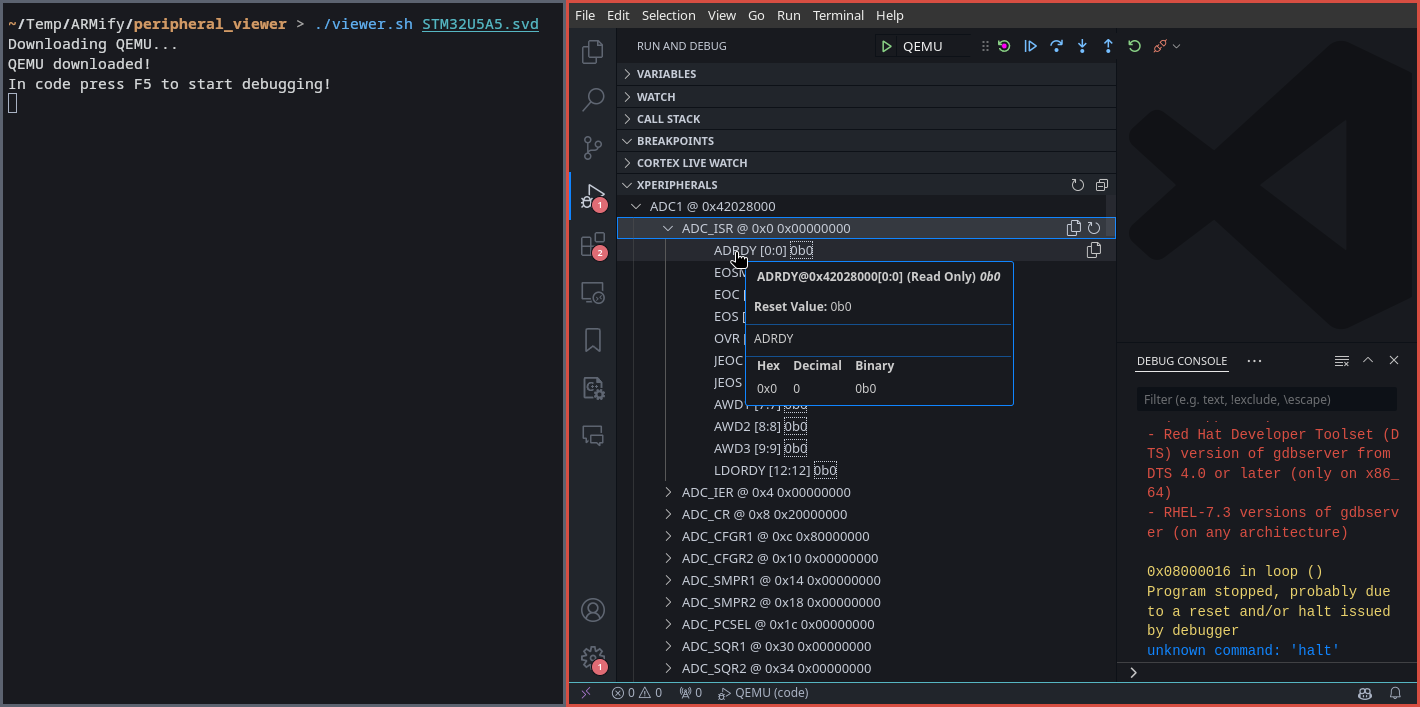 ~/Temp/ARMify/peripheral_viewer > ./viewer.sh STM32U5A5.svd
Downloading QEMU...
QEMU downloaded!
In code press F5 to start debugging!
File Edit Selection View Go Run Terminal Help
RUN AND DEBUG
QEMU
VARIABLES
WATCH
CALL STACK
BREAKPOINTS
CORTEX LIVE WATCH
XPERIPHERALS
ADC1 @ 0x42028000
ADC_ISR @ 0x0 0x00000000
ADRDY [0:0] 0b0
EOC
EOS [
OVR
JEOC
JEOS
AWD2 [8:8] 0b0
AWD3 [9:9] 0b0
LDORDY [12:12] 0b0
ADC_IER @ 0x4 0x00000000
ADC_CR @ 0x8 0x20000000
ADC_CFGR1 @ 0xc 0x80000000
ADC_CFGR2 @ 0x10 0x00000000
ADC_SMPR1 @ 0x14 0x00000000
ADC_SMPR2 @ 0x18 0x00000000
ADC_PCSEL @ 0x1c 0x00000000
ADC_SQR1 @ 0x30 0x00000000
ADC_SQR2 @ 0x34 0x00000000
ADRDY@0x42028000[0:0] (Read Only) 0b0
Reset Value: 0b0
ADRDY
Hex Decimal Binary
0x0 0 0b0
1
2
1
DEBUG CONSOLE ···
Filter (e.g. text, !exclude, \escape)
- Red Hat Developer Toolset (D
TS) version of gdbserver from
DTS 4.0 or later (only on x86_
64)
- RHEL-7.3 versions of gdbserv
er (on any architecture)
0x08000016 in loop ()
Program stopped, probably due
to a reset and/or halt issued
by debugger
unknown command: 'halt'
0 0 0 QEMU (code)